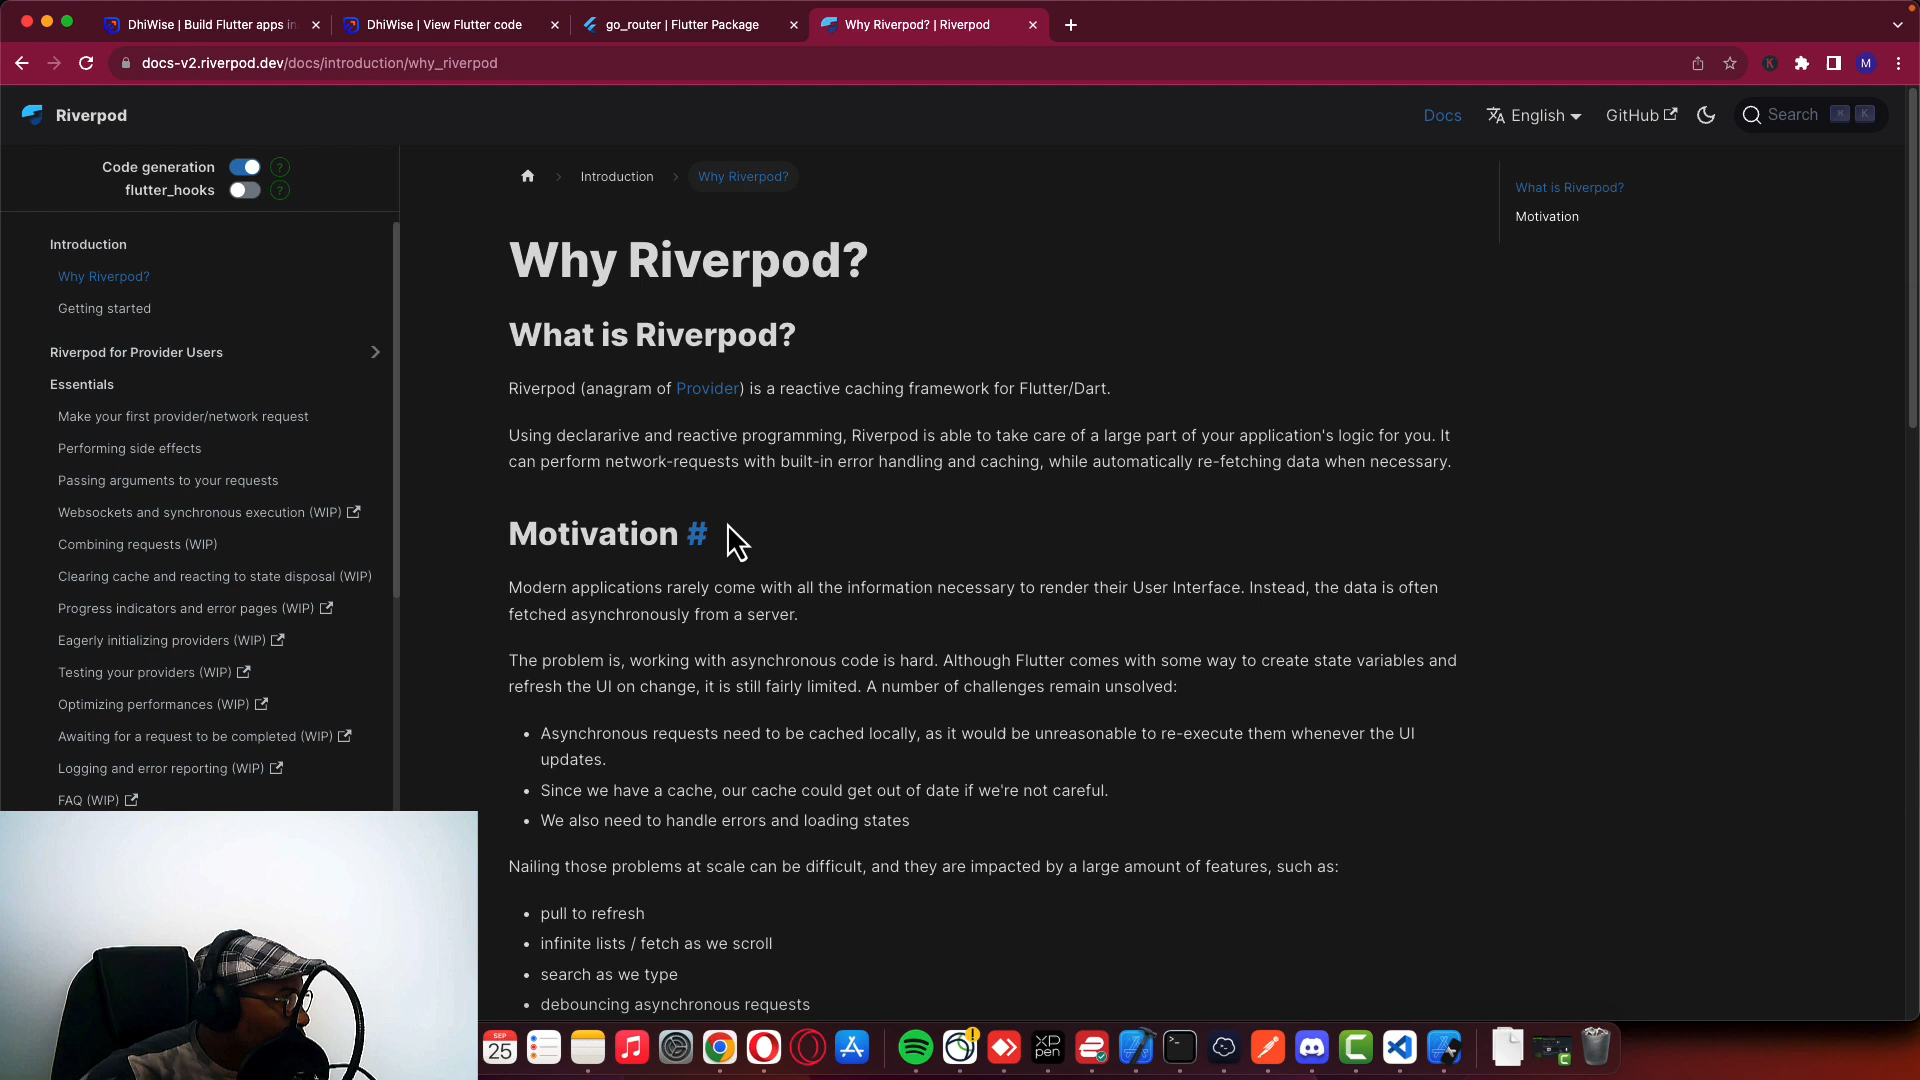 DhiWise | Build Flutter apps in
DhiWise | View Flutter code
go_router | Flutter Package
Why Riverpod? | Riverpod
docs-v2.riverpod.dev/docs/introduction/why_riverpod
K
M
Riverpod
Docs
English
GitHub
Search
K
Code generation
?
flutter_hooks
?
Introduction
Why Riverpod?
Getting started
Riverpod for Provider Users
Essentials
Make your first provider/network request
Performing side effects
Passing arguments to your requests
Websockets and synchronous execution (WIP)
Combining requests (WIP)
Clearing cache and reacting to state disposal (WIP)
Progress indicators and error pages (WIP)
Eagerly initializing providers (WIP)
Testing your providers (WIP)
Optimizing performances (WIP)
Awaiting for a request to be completed (WIP)
Logging and error reporting (WIP)
FAQ (WIP)
Introduction
Why Riverpod?
Why Riverpod?
What is Riverpod?
Riverpod (anagram of Provider) is a reactive caching framework for Flutter/Dart.
Using declararive and reactive programming, Riverpod is able to take care of a large part of your application's logic for you. It
can perform network-requests with built-in error handling and caching, while automatically re-fetching data when necessary.
Motivation #
Modern applications rarely come with all the information necessary to render their User Interface. Instead, the data is often
fetched asynchronously from a server.
The problem is, working with asynchronous code is hard. Although Flutter comes with some way to create state variables and
refresh the UI on change, it is still fairly limited. A number of challenges remain unsolved:
• Asynchronous requests need to be cached locally, as it would be unreasonable to re-execute them whenever the UI
updates.
• Since we have a cache, our cache could get out of date if we're not careful.
• We also need to handle errors and loading states
Nailing those problems at scale can be difficult, and they are impacted by a large amount of features, such as:
• pull to refresh
• infinite lists / fetch as we scroll
• search as we type
• debouncing asynchronous requests
What is Riverpod?
Motivation
SEP
25
XP
pen